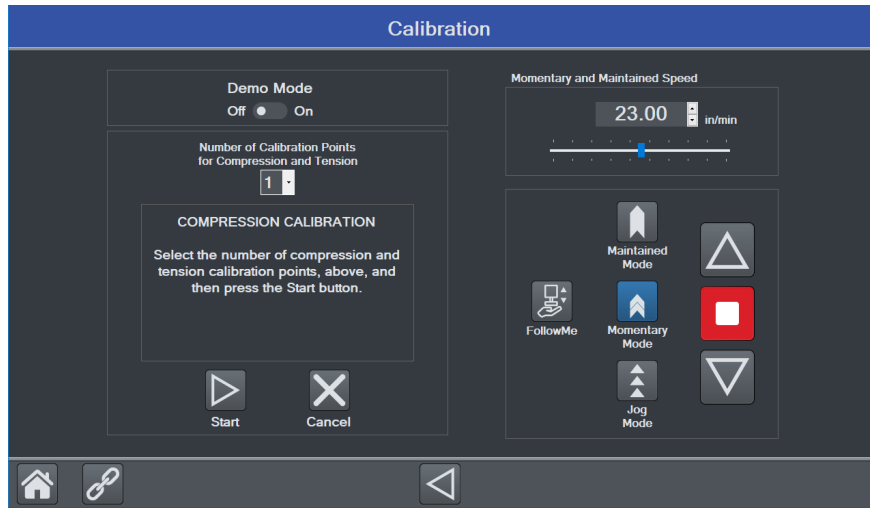 Calibration
Demo Mode
Off On
Number of Calibration Points
for Compression and Tension
1
COMPRESSION CALIBRATION
Select the number of compression and
tension calibration points, above, and
then press the Start button.
Start
Cancel
Momentary and Maintained Speed
23.00 in/min
Maintained
Mode
FollowMe
Momentary
Mode
Jog
Mode